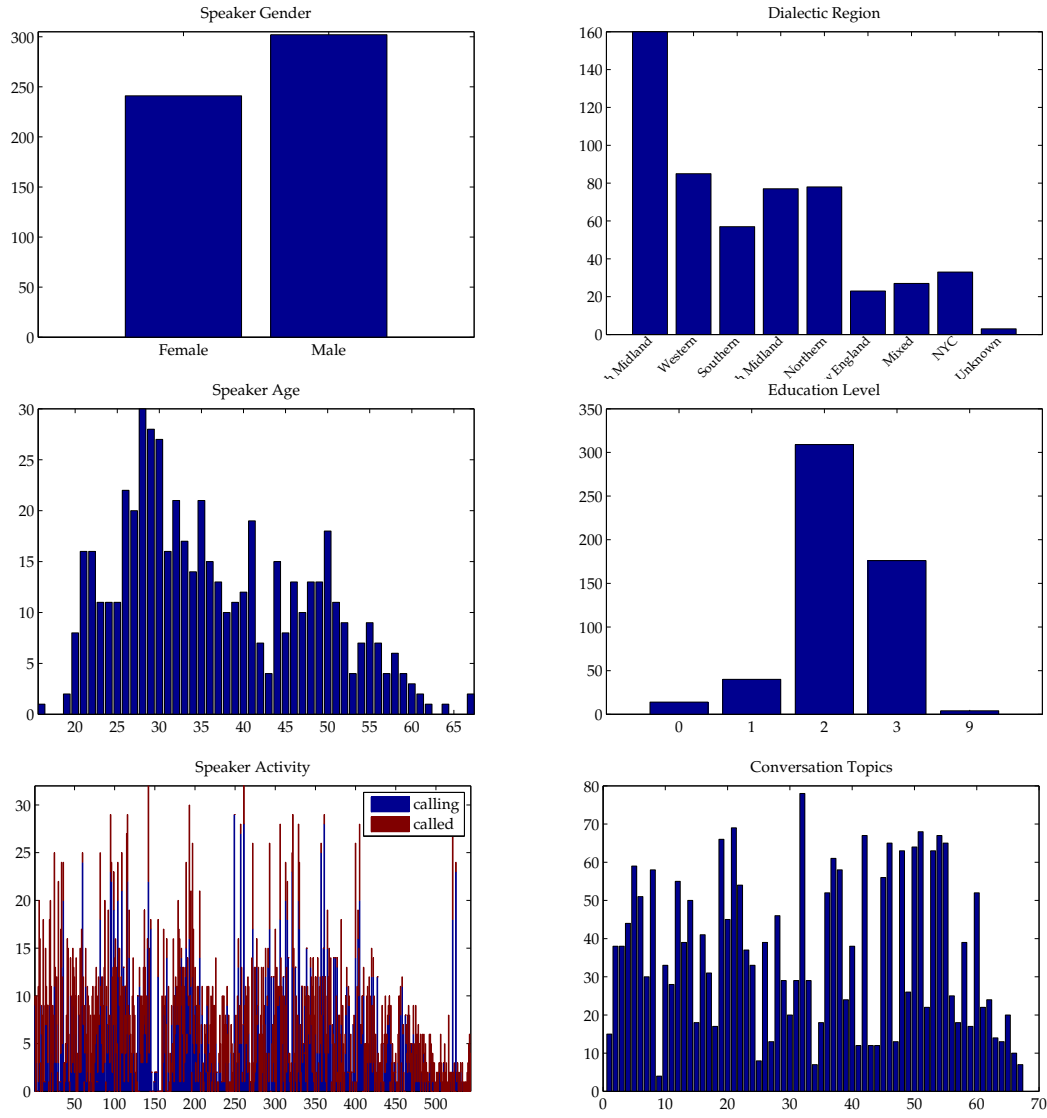 Speaker Gender
300
250
200
150
100
50
0
Female
Male
Dialectic Region
160
140
120
100
80
60
40
20
0
h Midland
Western
Southern
h Midland
Northern
w England
Mixed
NYC
Unknown
Speaker Age
30
25
20
15
10
5
0
20 25 30 35 40 45 50 55 60 65
Education Level
350
300
250
200
150
100
50
0
0 1 2 3 9
Speaker Activity
30
25
20
15
10
5
0
calling
called
50 100 150 200 250 300 350 400 450 500
Conversation Topics
80
70
60
50
40
30
20
10
0
0 10 20 30 40 50 60 70